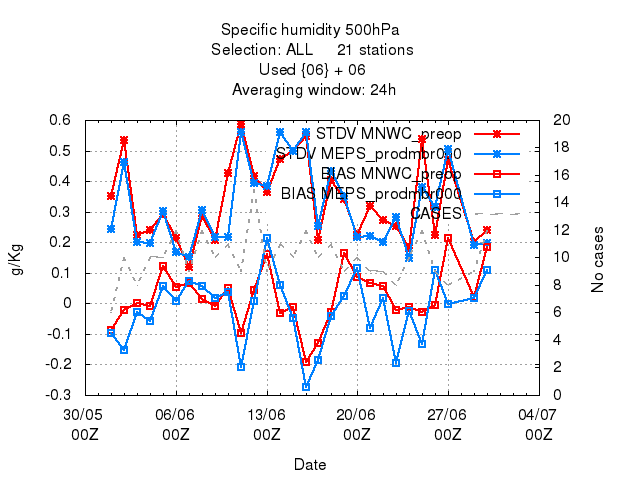 Specific humidity 500hPa
Selection: ALL 21 stations
Used {06} + 06
Averaging window: 24h
STDV MNWC_preop
STDV MEPS_prodmbr000
BIAS MNWC_preop
BIAS MEPS_prodmbr000
CASES
g/Kg
0.6
0.5
0.4
0.3
0.2
0.1
0
-0.1
-0.2
-0.3
20
18
16
14
12
10
8
6
4
2
0
No cases
30/05 06/06 13/06 20/06 27/06 04/07
00Z 00Z 00Z 00Z 00Z 00Z
Date